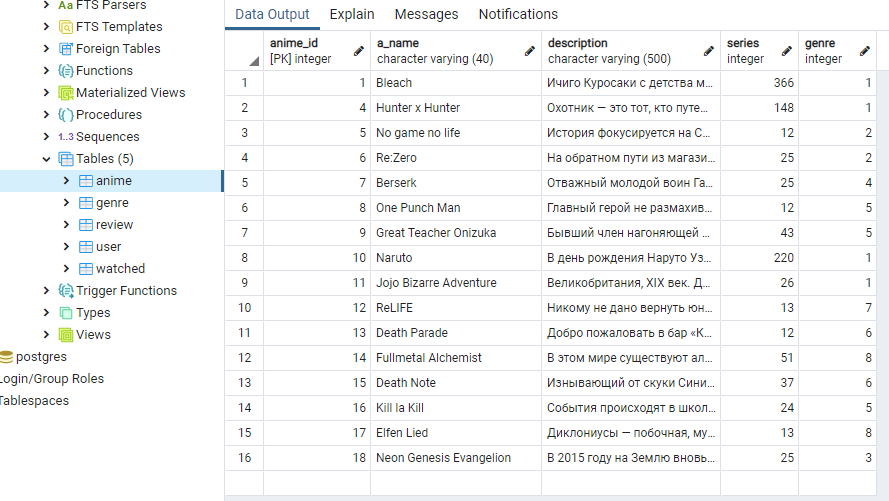 FTS Parsers
FTS Templates
Foreign Tables
Functions
Materialized Views
Procedures
1..3 Sequences
Tables (5)
anime
genre
review
user
watched
Trigger Functions
Types
Views
postgres
Login/Group Roles
Tablespaces
Data Output Explain Messages Notifications
anime_id a_name description series genre
[PK] integer character varying (40) character varying (500) integer integer
1 1 Bleach Ичиго Куросаки с детства м... 366 1
2 4 Hunter x Hunter Охотник — это тот, кто путе... 148 1
3 5 No game no life История фокусируется на С... 12 2
4 6 Re:Zero На обратном пути из магази... 25 2
5 7 Berserk Отважный молодой воин Га... 25 4
6 8 One Punch Man Главный герой не размахив... 12 5
7 9 Great Teacher Onizuka Бывший член нагоняющей ... 43 5
8 10 Naruto В день рождения Наруто Уз... 220 1
9 11 Jojo Bizarre Adventure Великобритания, XIX век. Д... 26 1
10 12 ReLIFE Никому не дано вернуть юн... 13 7
11 13 Death Parade Добро пожаловать в бар «К... 12 6
12 14 Fullmetal Alchemist В этом мире существуют ал... 51 8
13 15 Death Note Изнывающий от скуки Сини... 37 6
14 16 Kill la Kill События происходят в школ... 24 5
15 17 Elfen Lied Диклониусы — побочная, му... 13 8
16 18 Neon Genesis Evangelion В 2015 году на Землю вновь... 25 3